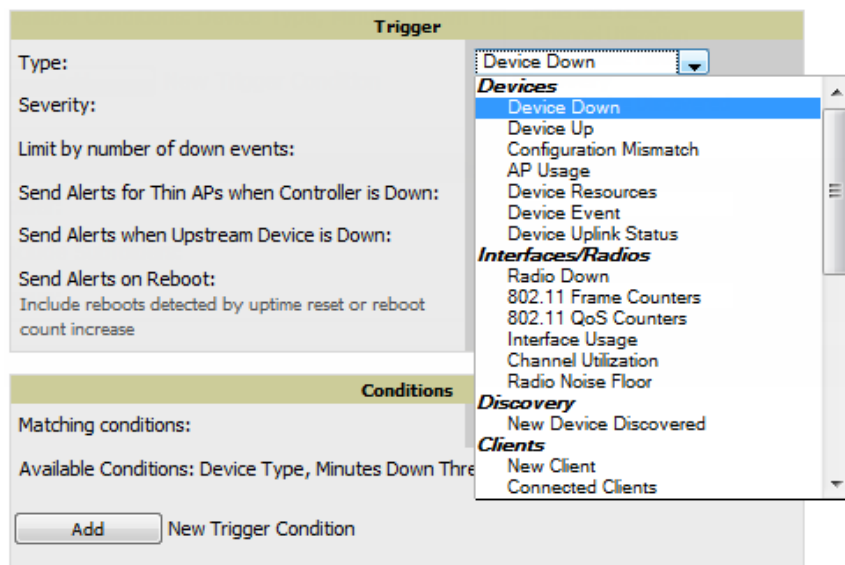 Trigger
Type:
Device Down
Severity:
Limit by number of down events:
Send Alerts for Thin APs when Controller is Down:
Send Alerts when Upstream Device is Down:
Send Alerts on Reboot:
Include reboots detected by uptime reset or reboot
count increase
Devices
Device Down
Device Up
Configuration Mismatch
AP Usage
Device Resources
Device Event
Device Uplink Status
Interfaces/Radios
Radio Down
802.11 Frame Counters
802.11 QoS Counters
Interface Usage
Channel Utilization
Radio Noise Floor
Discovery
New Device Discovered
Clients
New Client
Connected Clients
Conditions
Matching conditions:
Available Conditions: Device Type, Minutes Down Thre
Add New Trigger Condition